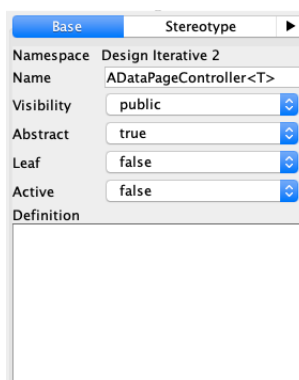 Base Stereotype
Namespace Design Iterative 2
Name ADataPageController<T>
Visibility public
Abstract true
Leaf false
Active false
Definition